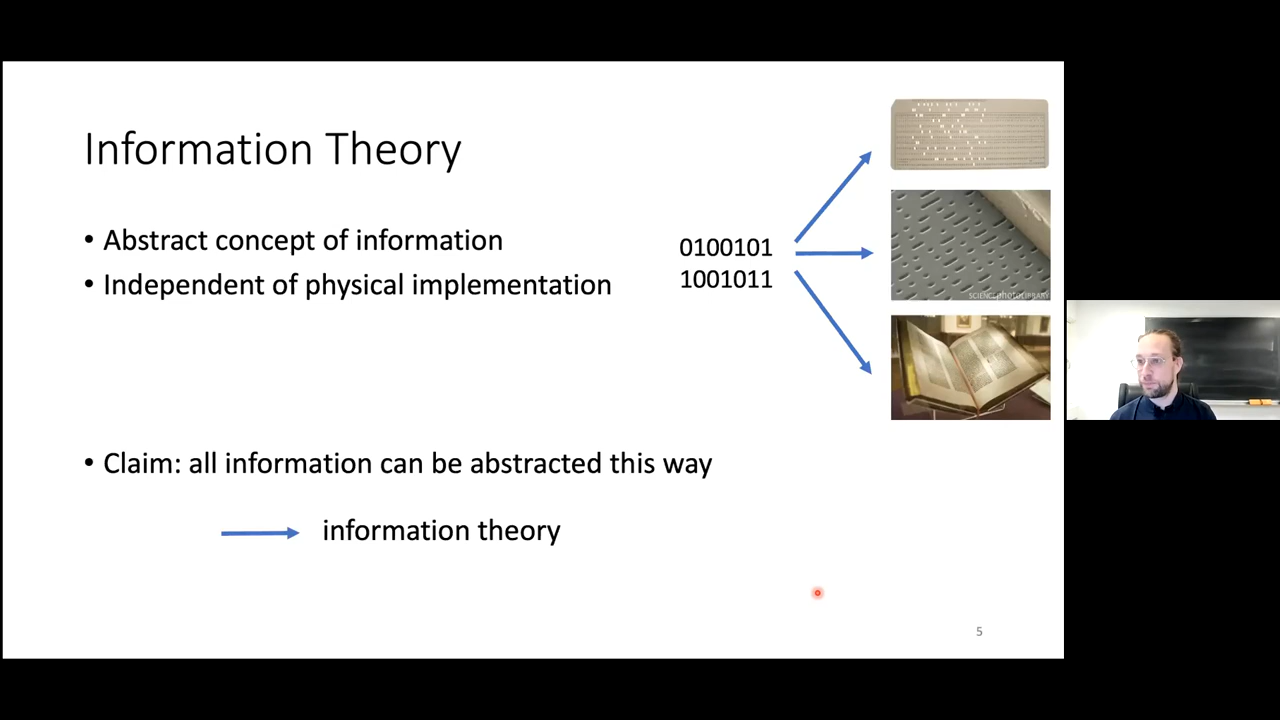 Information Theory
• Abstract concept of information
• Independent of physical implementation
0100101
1001011
SCIENCEphotoLIBRARY
• Claim: all information can be abstracted this way
information theory
5